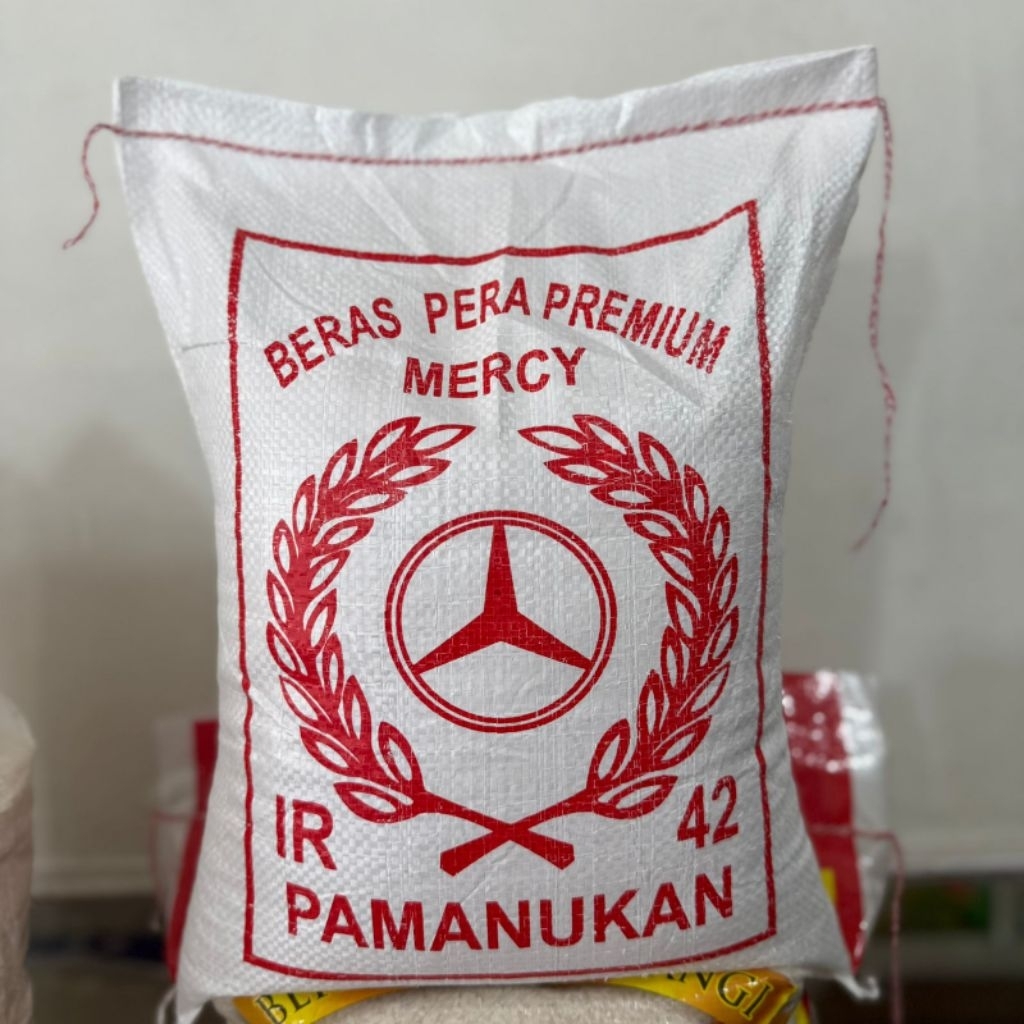 BERAS PERA PREMIUM
MERCY
IR 42
PAMANUKAN